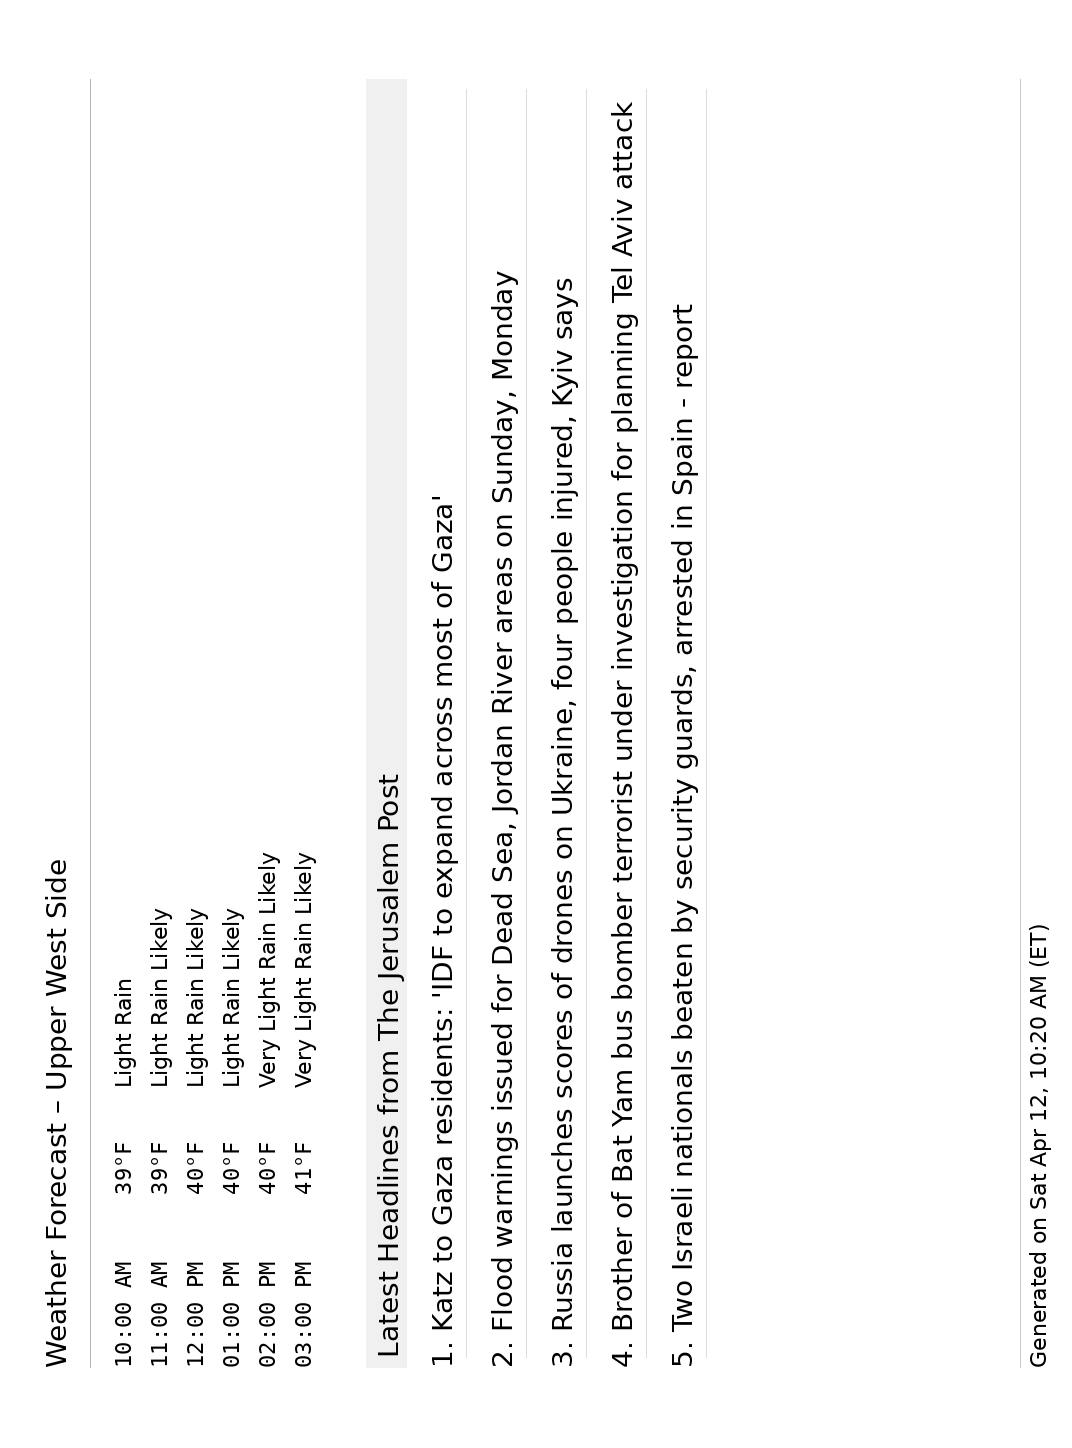 Weather Forecast – Upper West Side
10:00 AM 39°F Light Rain
11:00 AM 39°F Light Rain Likely
12:00 PM 40°F Light Rain Likely
01:00 PM 40°F Light Rain Likely
02:00 PM 40°F Very Light Rain Likely
03:00 PM 41°F Very Light Rain Likely
Latest Headlines from The Jerusalem Post
1. Katz to Gaza residents: 'IDF to expand across most of Gaza'
2. Flood warnings issued for Dead Sea, Jordan River areas on Sunday, Monday
3. Russia launches scores of drones on Ukraine, four people injured, Kyiv says
4. Brother of Bat Yam bus bomber terrorist under investigation for planning Tel Aviv attack
5. Two Israeli nationals beaten by security guards, arrested in Spain - report
Generated on Sat Apr 12, 10:20 AM (ET)